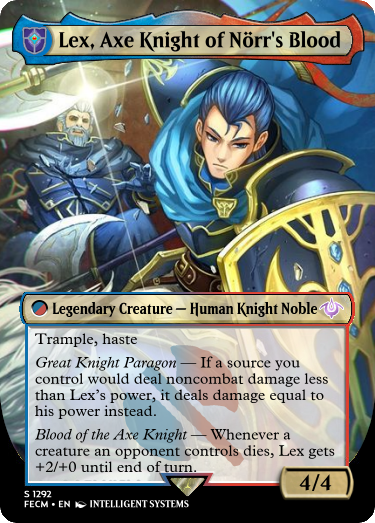 Lex, Axe Knight of Nörr's Blood
Legendary Creature — Human Knight Noble
Trample, haste
Great Knight Paragon — If a source you
control would deal noncombat damage less
than Lex's power, it deals damage equal to
his power instead.
Blood of the Axe Knight — Whenever a
creature an opponent controls dies, Lex gets
+2/+0 until end of turn.
4/4
S 1292
FECM • EN INTELLIGENT SYSTEMS